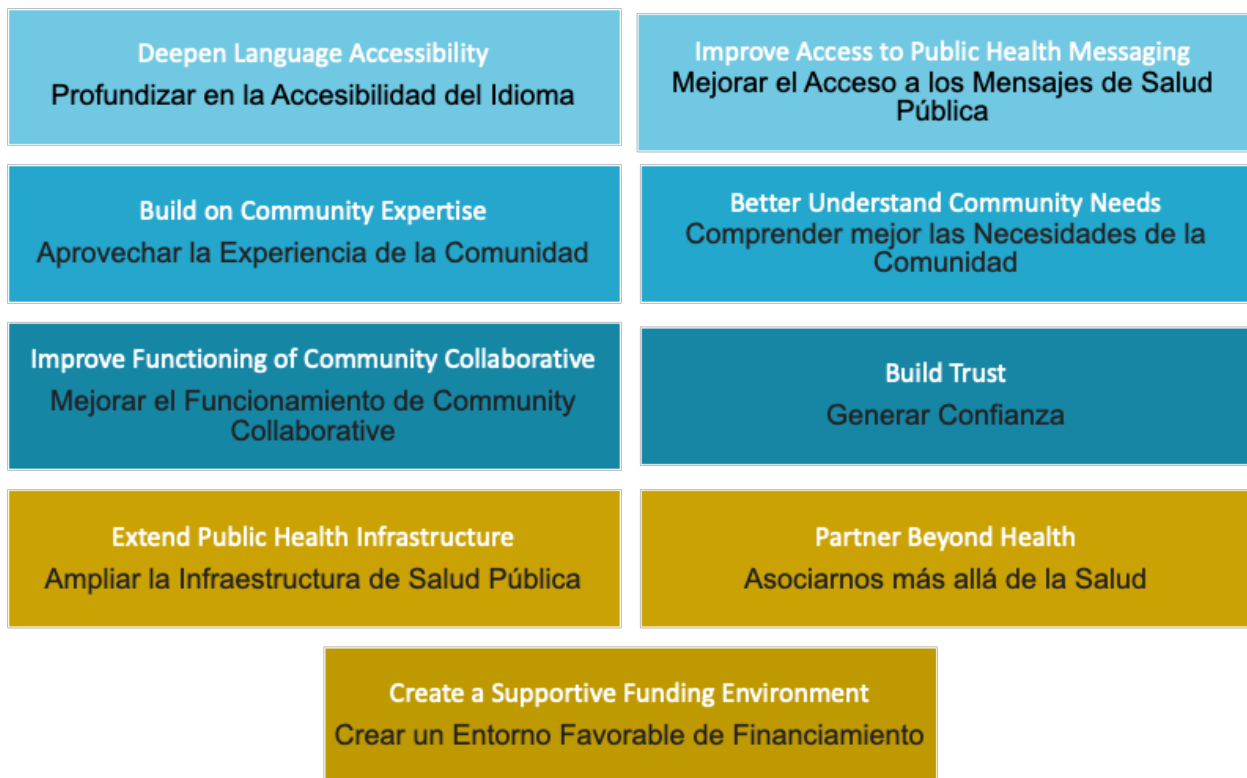 Deepen Language Accessibility
Profundizar en la Accesibilidad del Idioma
Improve Access to Public Health Messaging
Mejorar el Acceso a los Mensajes de Salud
Pública
Build on Community Expertise
Aprovechar la Experiencia de la Comunidad
Better Understand Community Needs
Comprender mejor las Necesidades de la
Comunidad
Improve Functioning of Community Collaborative
Mejorar el Funcionamiento de Community
Collaborative
Build Trust
Generar Confianza
Extend Public Health Infrastructure
Ampliar la Infraestructura de Salud Pública
Partner Beyond Health
Asociarnos más allá de la Salud
Create a Supportive Funding Environment
Crear un Entorno Favorable de Financiamiento